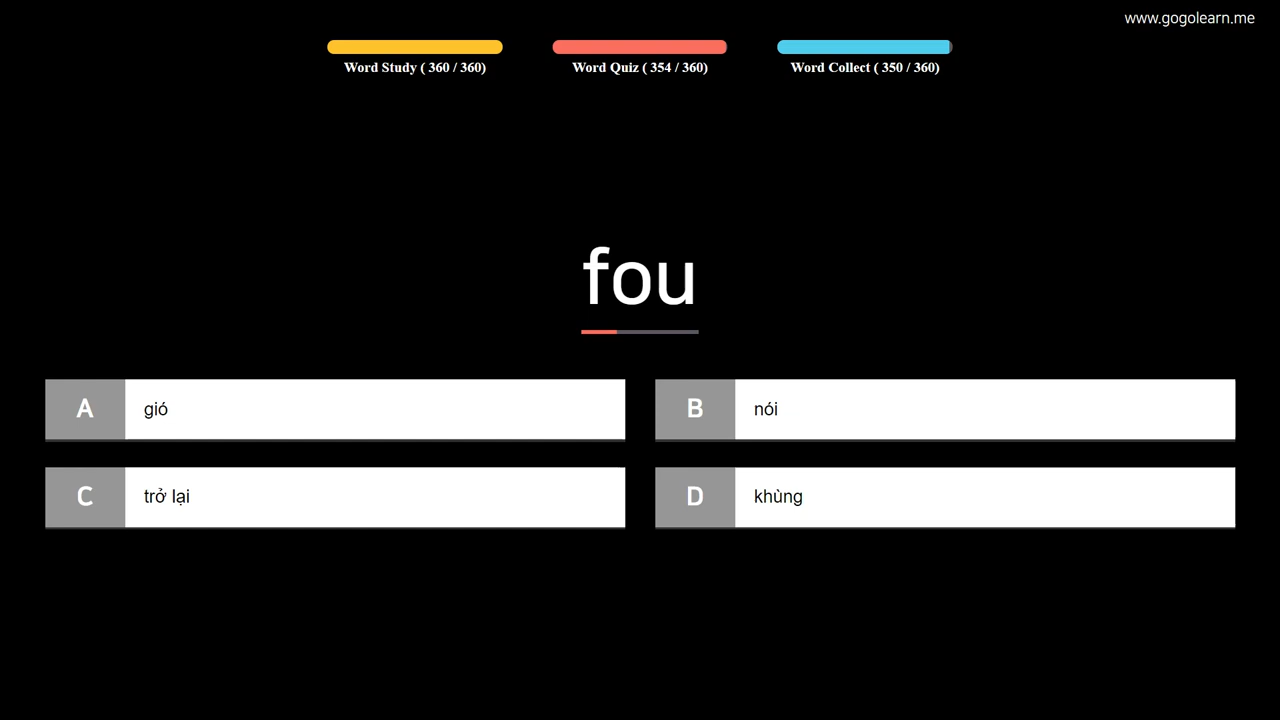 www.gogolearn.me
Word Study ( 360 / 360)
Word Quiz ( 354 / 360)
Word Collect ( 350 / 360)
fou
A gió
B nói
C trở lại
D khùng